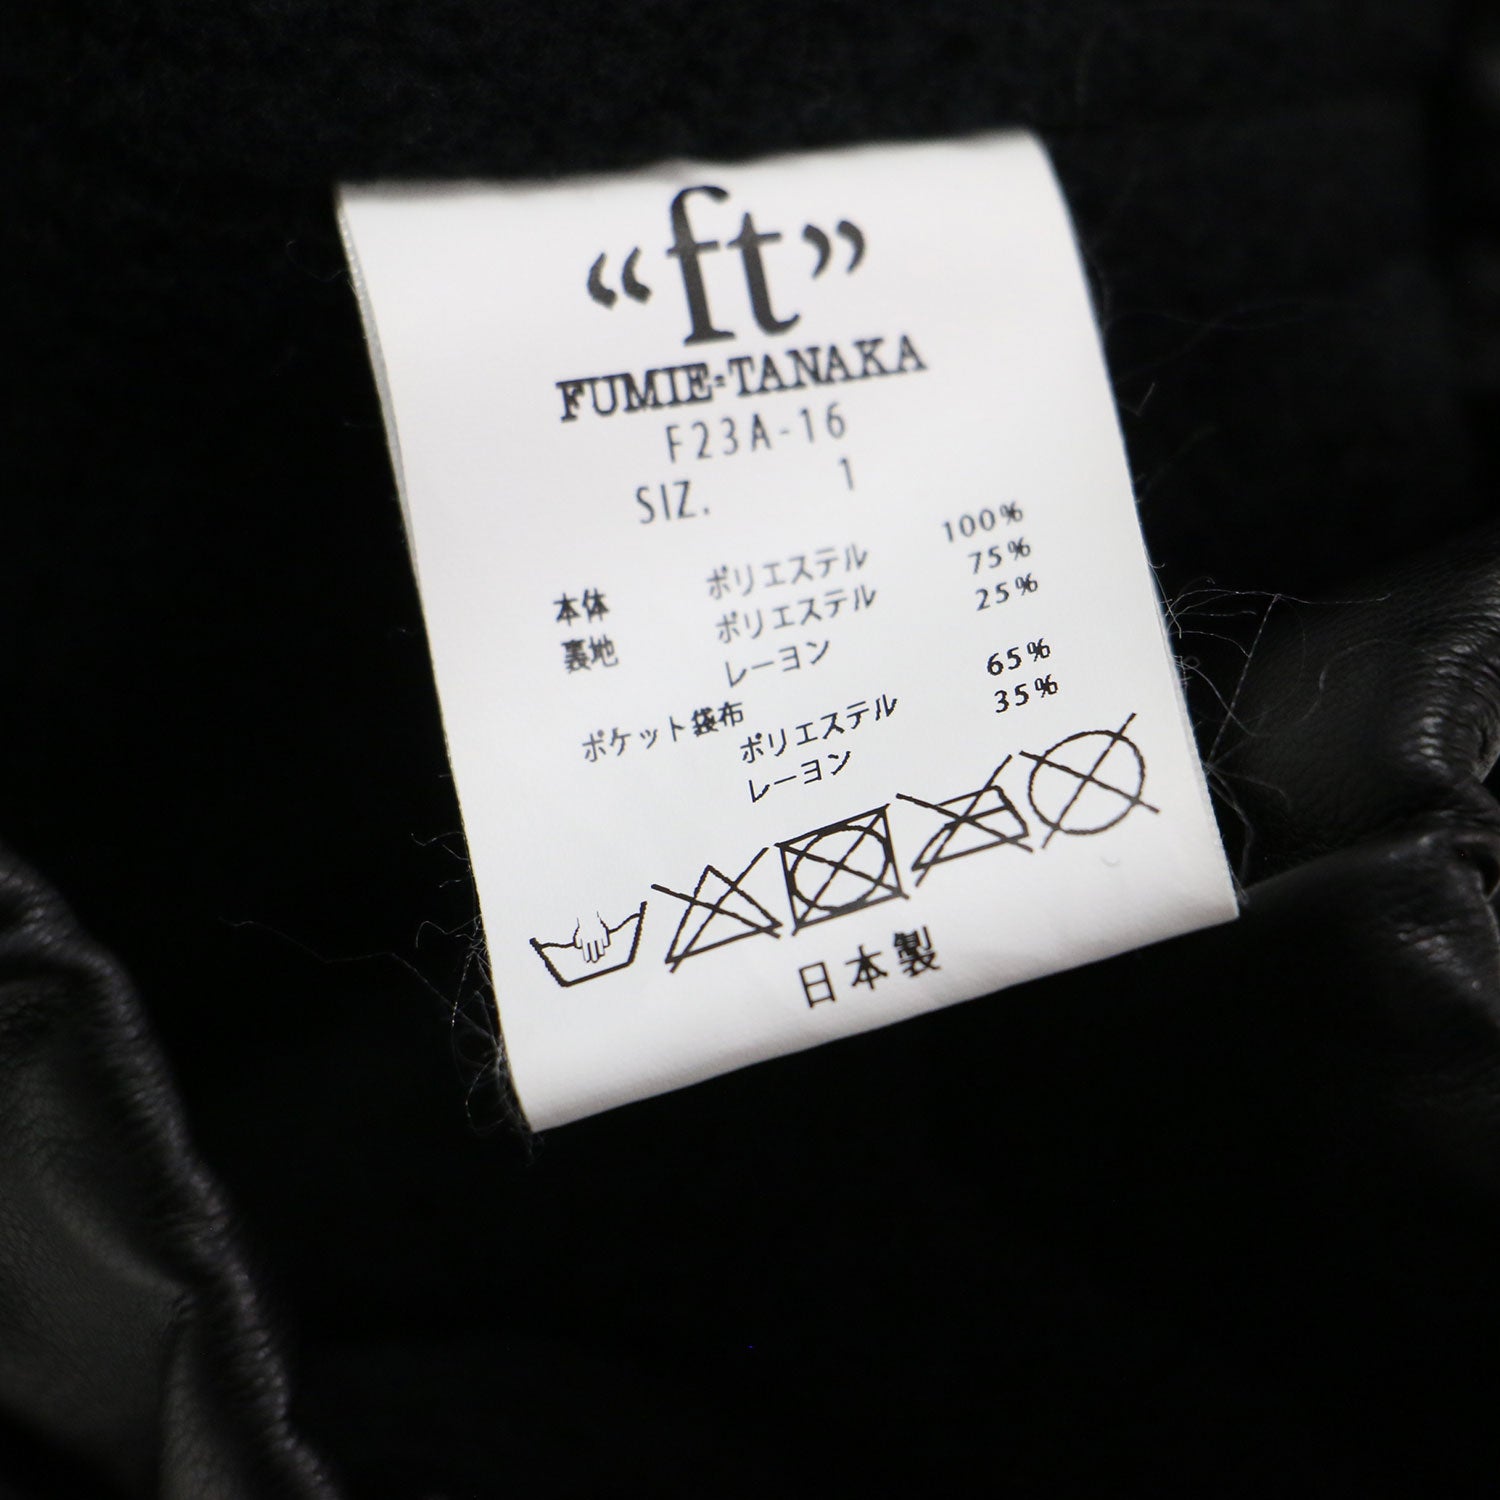 “ft”
FUMIE=TANAKA
F23A-16
SIZ. 1
本体 ポリエステル 100%
裏地 ポリエステル 75%
レーヨン 25%
ポケット袋布
ポリエステル 65%
レーヨン 35%
日本製